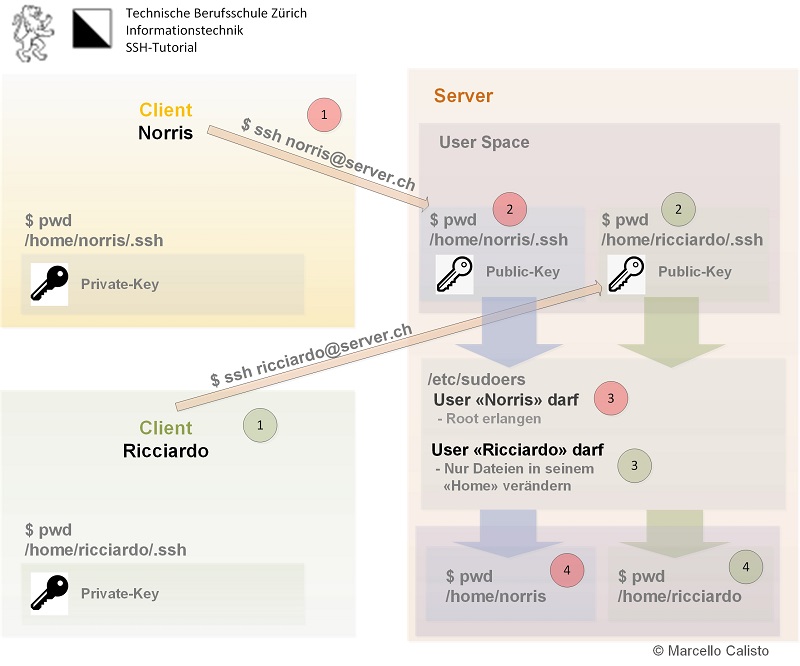 Technische Berufsschule Zürich
Informationstechnik
SSH-Tutorial
Client
Norris
1
$ ssh norris@server.ch
$ pwd
/home/norris/.ssh
Private-Key
Server
User Space
2
$ pwd
/home/norris/.ssh
Public-Key
2
$ pwd
/home/ricciardo/.ssh
Public-Key
$ ssh ricciardo@server.ch
Client
Ricciardo
1
$ pwd
/home/ricciardo/.ssh
Private-Key
/etc/sudoers
User «Norris» darf
- Root erlangen
3
User «Ricciardo» darf
- Nur Dateien in seinem
«Home» verändern
3
$ pwd
/home/norris
4
$ pwd
/home/ricciardo
4
© Marcello Calisto